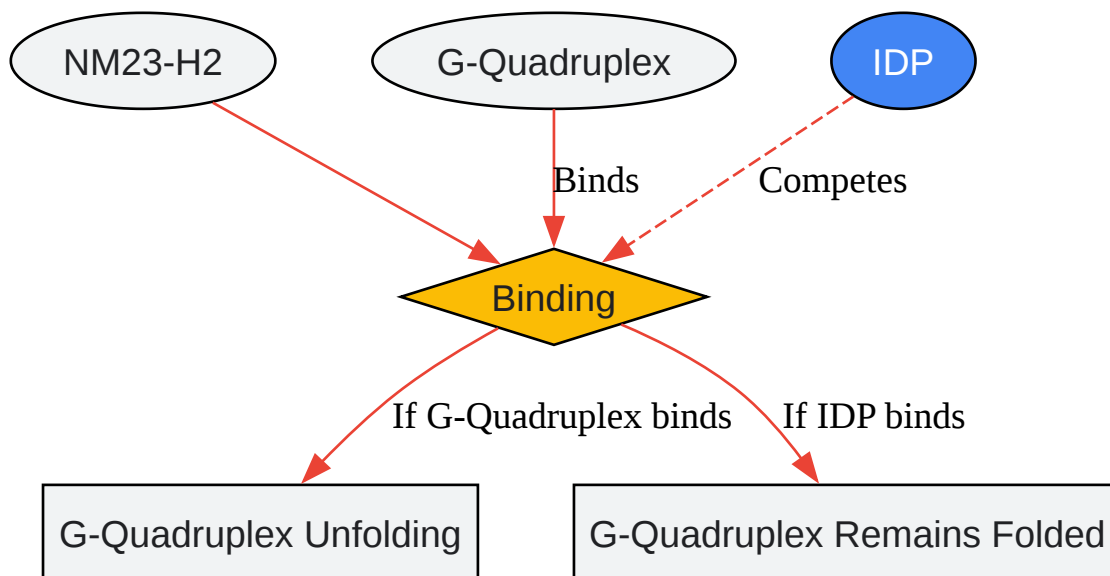 NM23-H2
G-Quadruplex
IDP
Binds
Competes
Binding
If G-Quadruplex binds
If IDP binds
G-Quadruplex Unfolding
G-Quadruplex Remains Folded